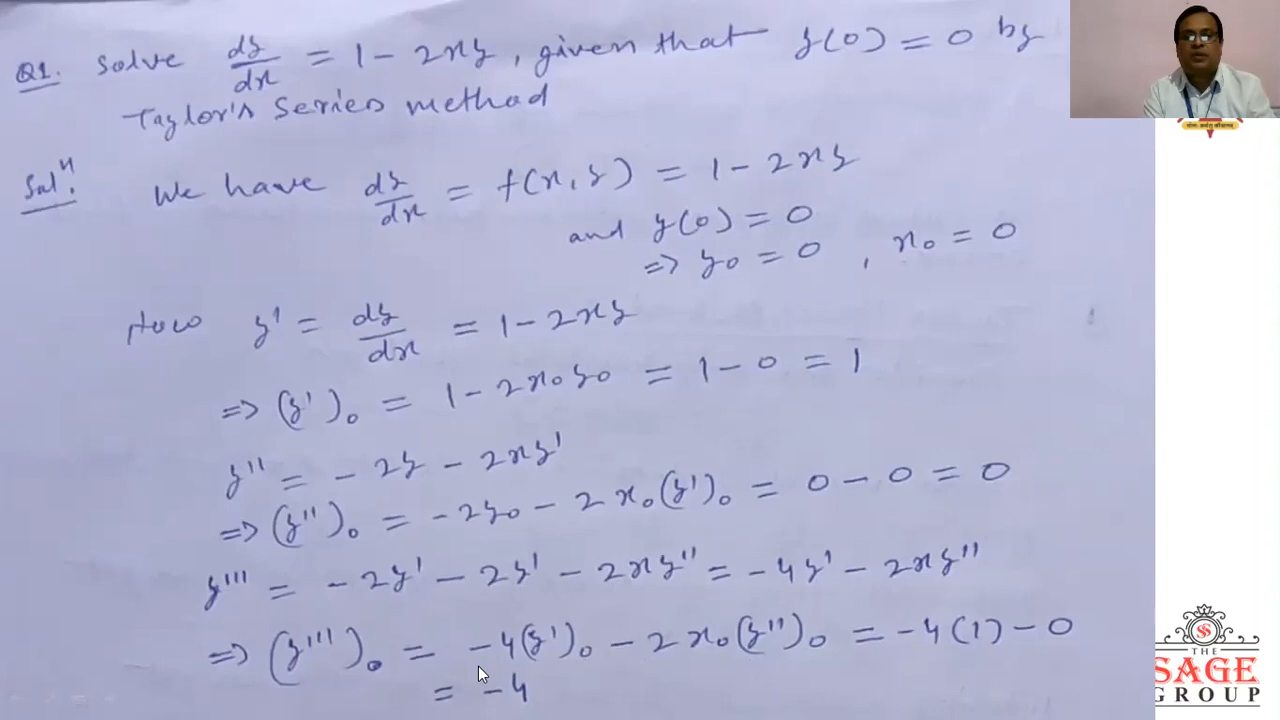 Q1. Solve dy/dx = 1 - 2xy, given that y(0) = 0 by
Taylor's Series method
Solⁿ. We have dy/dx = f(x, y) = 1 - 2xy
and y(0) = 0
=> y₀ = 0 , x₀ = 0
Now y' = dy/dx = 1 - 2xy
=> (y')₀ = 1 - 2x₀y₀ = 1 - 0 = 1
y'' = - 2y - 2xy'
=> (y'')₀ = - 2y₀ - 2x₀(y')₀ = 0 - 0 = 0
y''' = - 2y' - 2y' - 2xy'' = - 4y' - 2xy''
=> (y''')₀ = - 4(y')₀ - 2x₀(y'')₀ = - 4(1) - 0
= - 4
THE
SAGE
GROUP